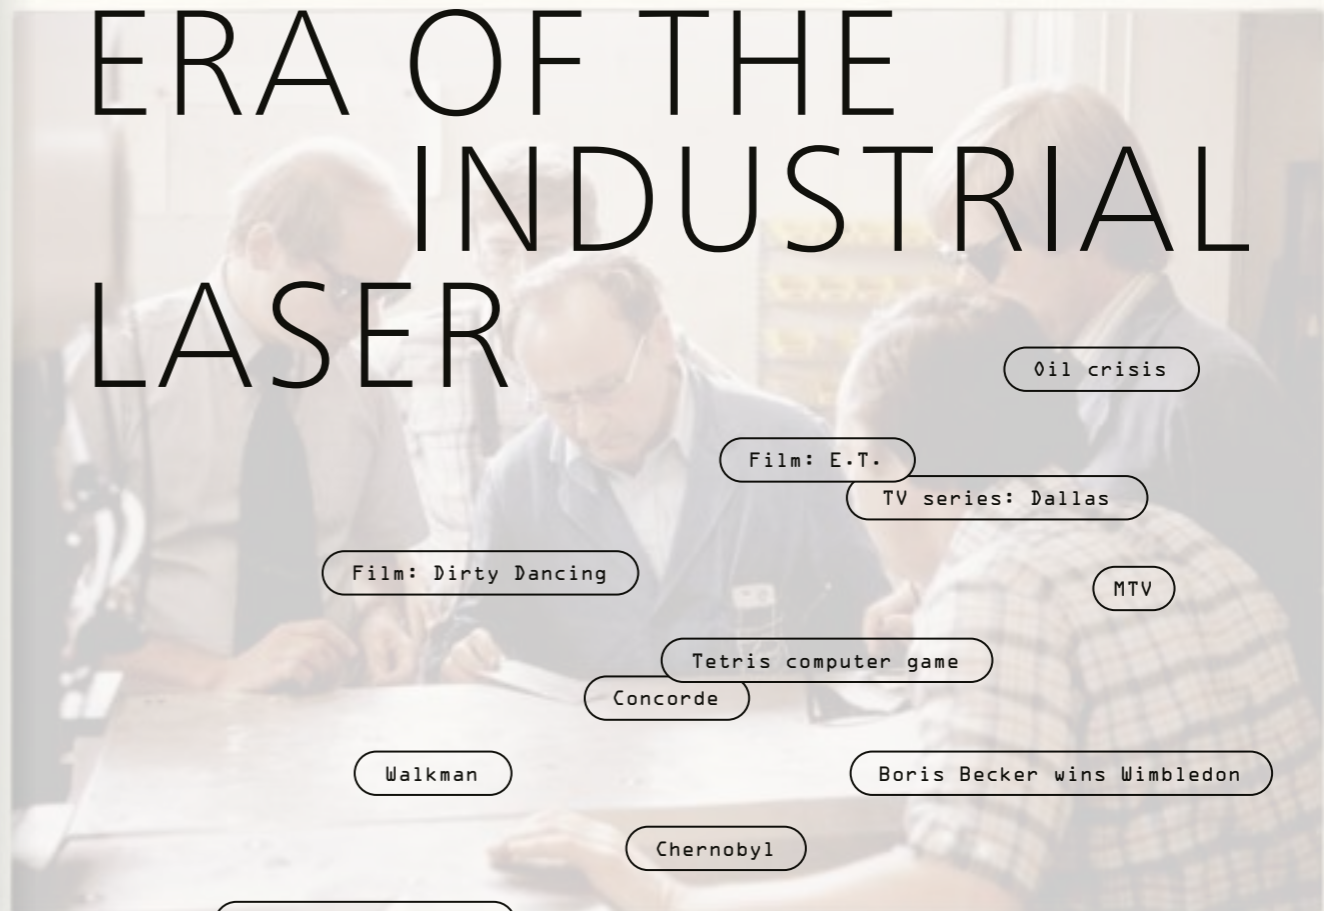 ERA OF THE
INDUSTRIAL
LASER
Oil crisis
Film: E.T.
TV series: Dallas
Film: Dirty Dancing
MTV
Tetris computer game
Concorde
Walkman
Boris Becker wins Wimbledon
Chernobyl